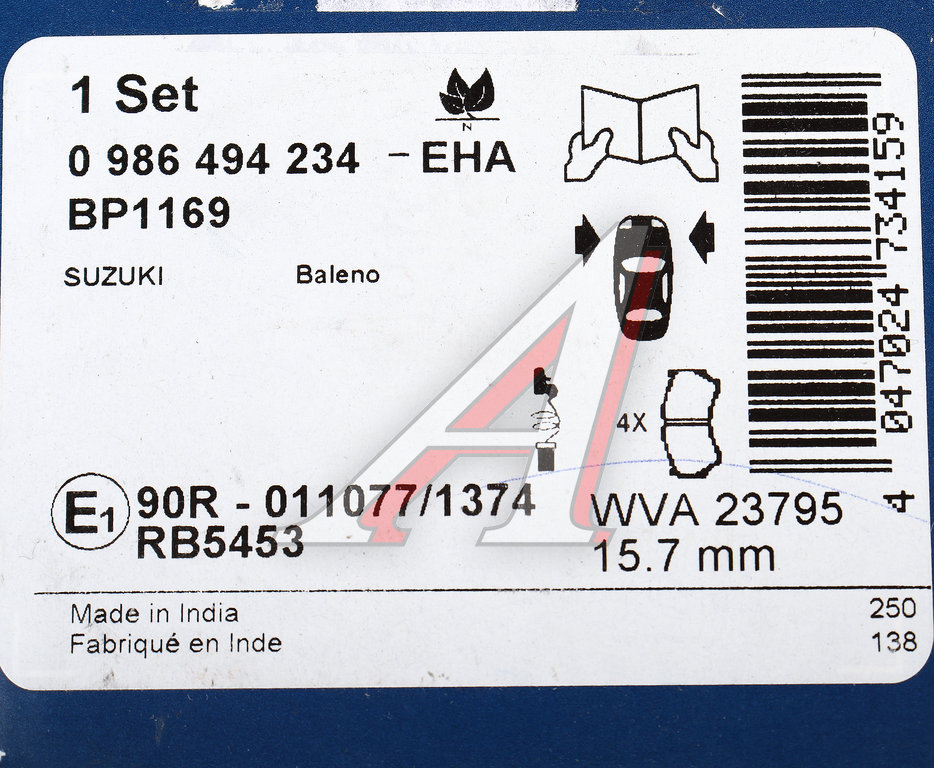 1 Set
N
0 986 494 234 - EHA
BP1169
SUZUKI Baleno
4X
4 047024 734159
E1 90R - 011077/1374
RB5453
WVA 23795
15.7 mm
Made in India
Fabriqué en Inde
250
138